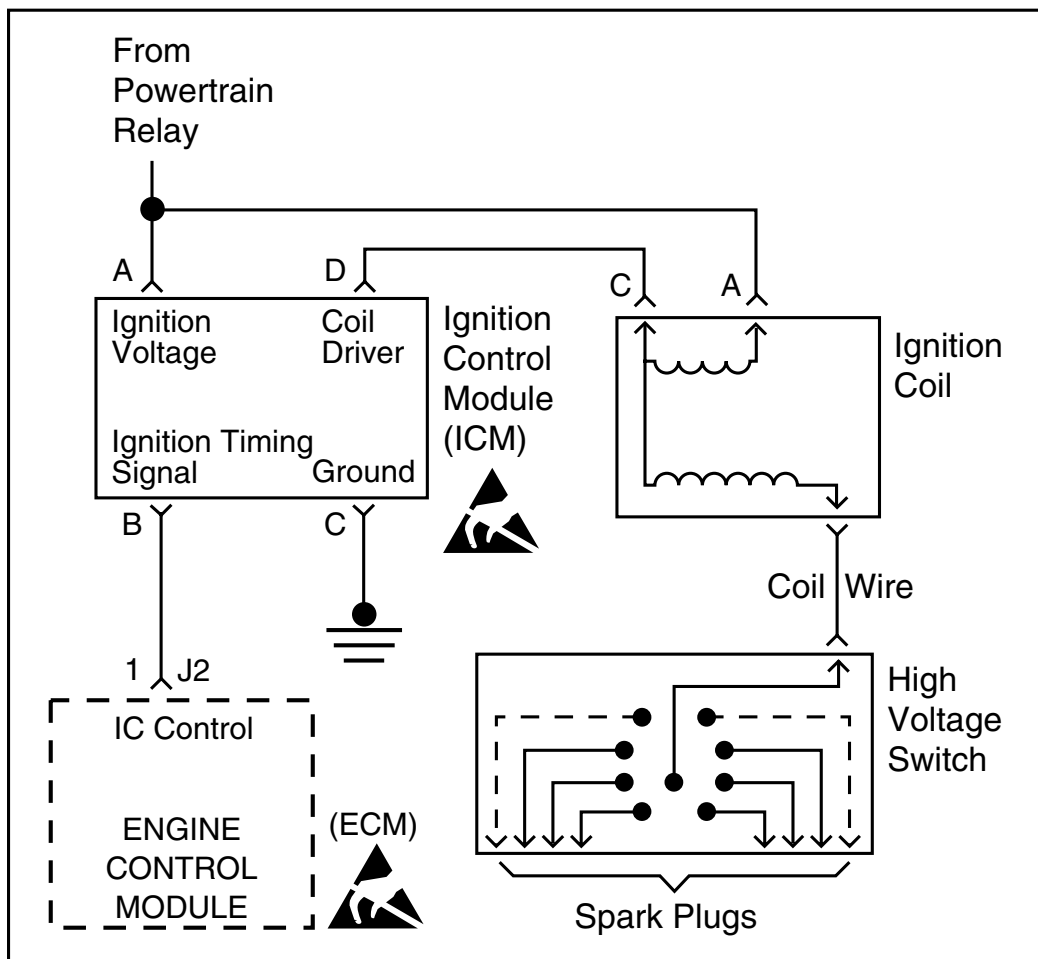 From
Powertrain
Relay
A
D
C
A
Ignition
Voltage
Coil
Driver
Ignition Timing
Signal
Ground
Ignition
Control
Module
(ICM)
Ignition
Coil
B
C
Coil Wire
1 J2
IC Control
ENGINE
CONTROL
MODULE
(ECM)
High
Voltage
Switch
Spark Plugs